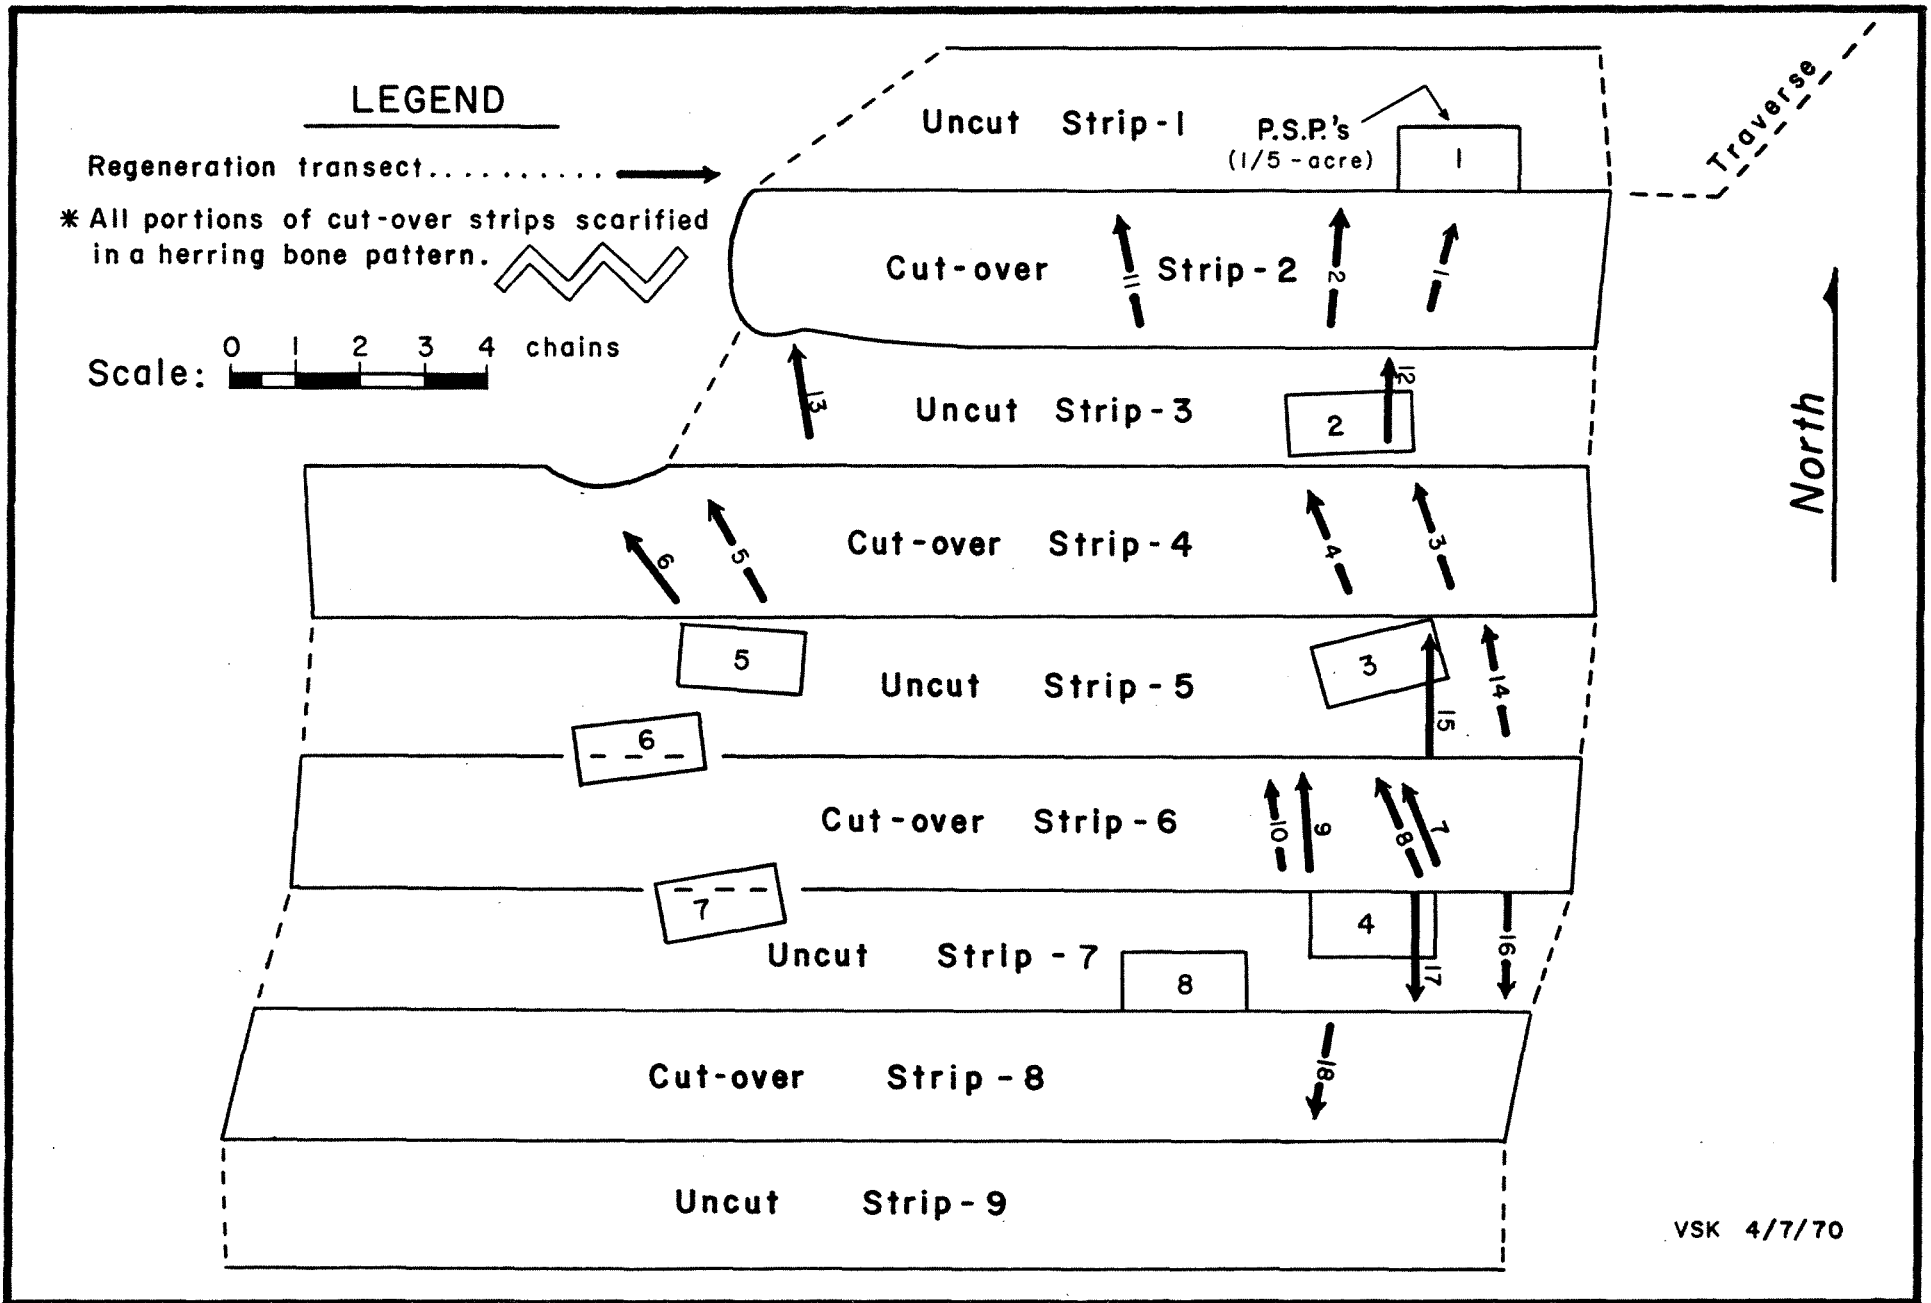 LEGEND
Regeneration transect..........
* All portions of cut-over strips scarified
in a herring bone pattern.
Scale: 0 1 2 3 4 chains
Uncut Strip-1
P.S.P.'s
(1/5-acre)
1
Traverse
Cut-over Strip-2
11
2
1
North
13
Uncut Strip-3
2
12
6
5
Cut-over Strip-4
4
3
5
Uncut Strip-5
3
14
15
6
Cut-over Strip-6
10
9
8
7
7
Uncut Strip-7
8
4
17
16
Cut-over Strip-8
18
Uncut Strip-9
VSK 4/7/70